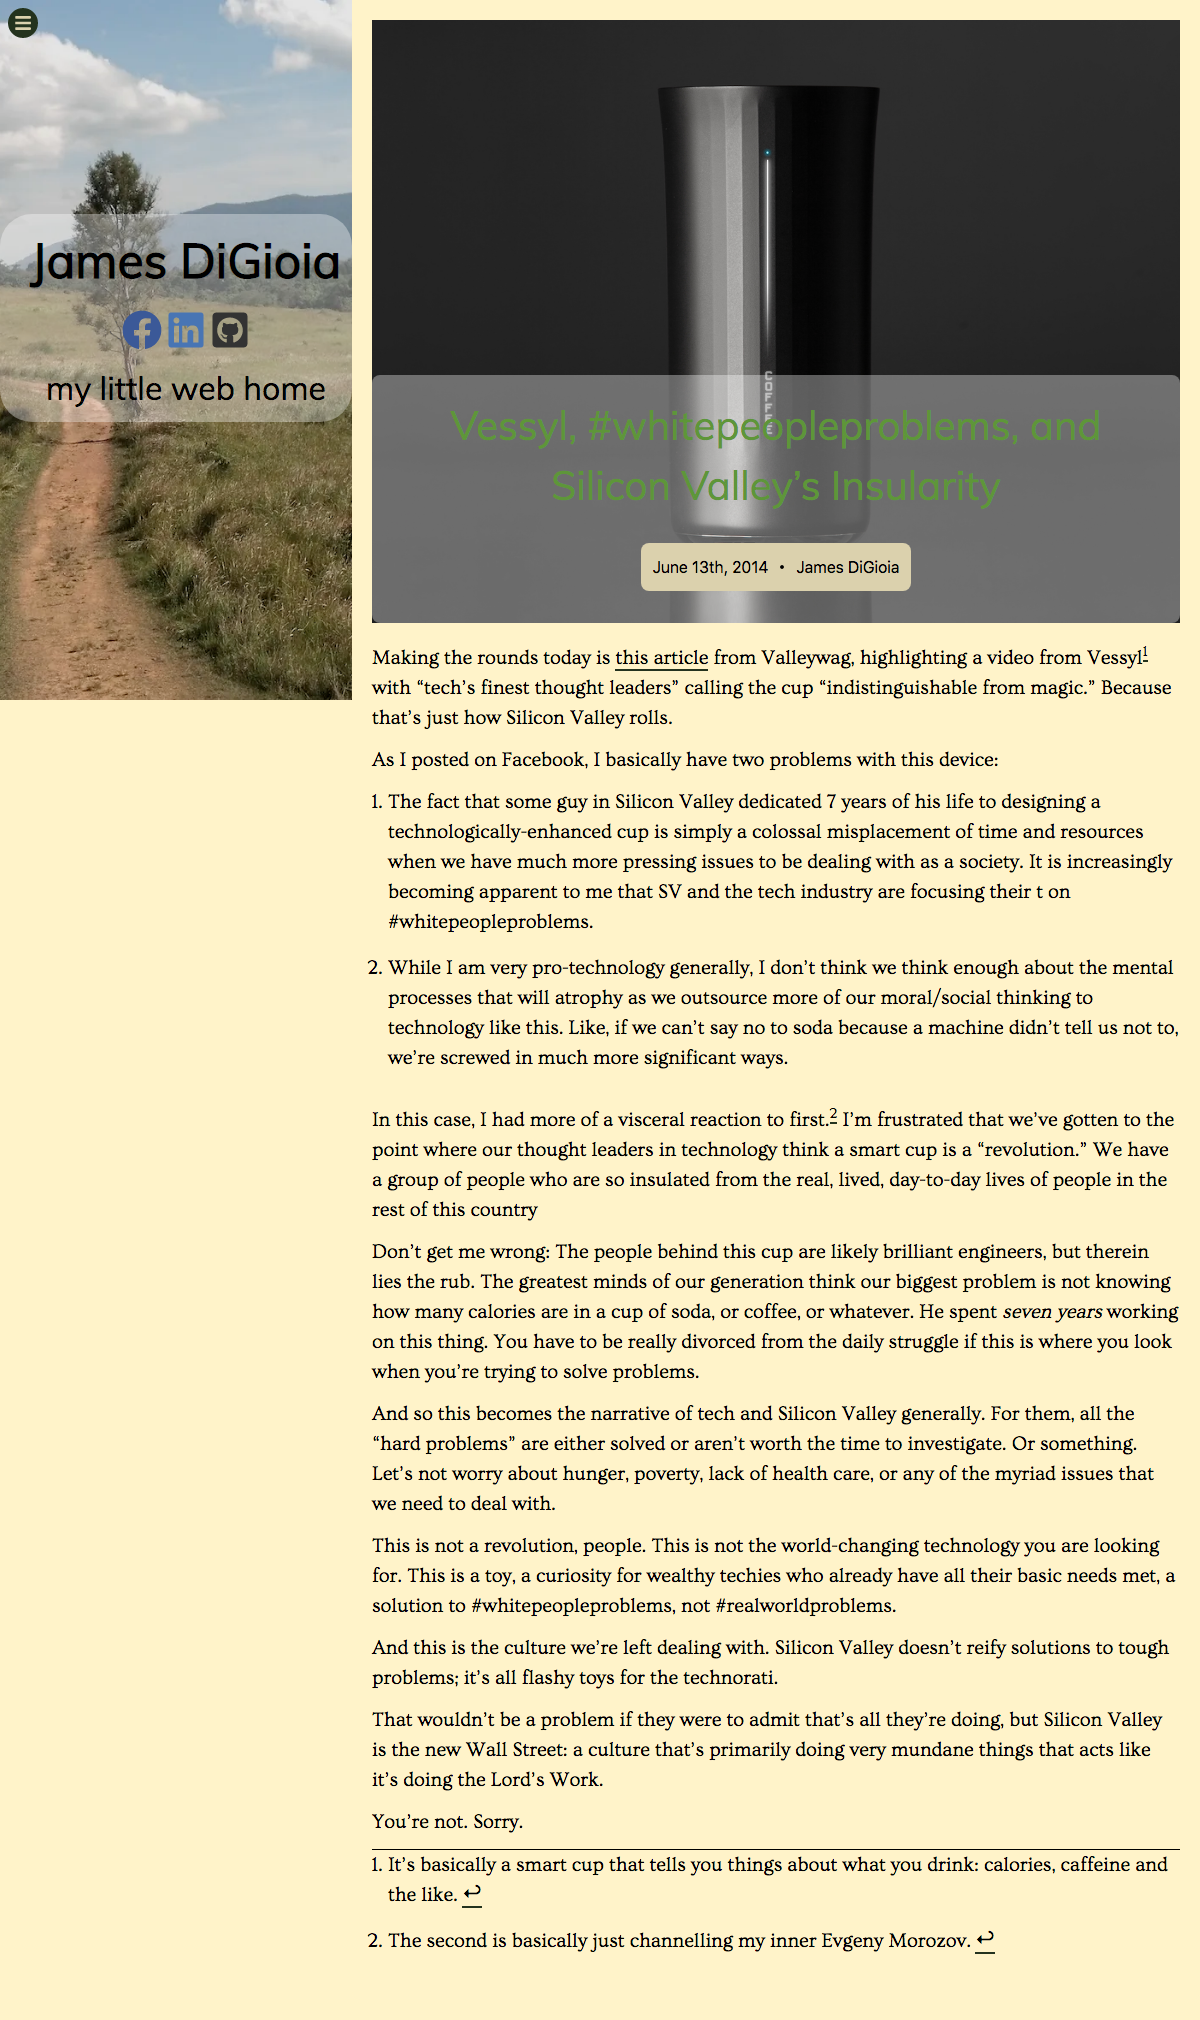 James DiGioia
my little web home
COFFEE
Vessyl, #whitepeopleproblems, and
Silicon Valley’s Insularity
June 13th, 2014 • James DiGioia
Making the rounds today is this article from Valleywag, highlighting a video from Vessyl1
with “tech’s finest thought leaders” calling the cup “indistinguishable from magic.” Because
that’s just how Silicon Valley rolls.
As I posted on Facebook, I basically have two problems with this device:
1. The fact that some guy in Silicon Valley dedicated 7 years of his life to designing a
technologically-enhanced cup is simply a colossal misplacement of time and resources
when we have much more pressing issues to be dealing with as a society. It is increasingly
becoming apparent to me that SV and the tech industry are focusing their t on
#whitepeopleproblems.
2. While I am very pro-technology generally, I don’t think we think enough about the mental
processes that will atrophy as we outsource more of our moral/social thinking to
technology like this. Like, if we can’t say no to soda because a machine didn’t tell us not to,
we’re screwed in much more significant ways.
In this case, I had more of a visceral reaction to first.2 I’m frustrated that we’ve gotten to the
point where our thought leaders in technology think a smart cup is a “revolution.” We have
a group of people who are so insulated from the real, lived, day-to-day lives of people in the
rest of this country
Don’t get me wrong: The people behind this cup are likely brilliant engineers, but therein
lies the rub. The greatest minds of our generation think our biggest problem is not knowing
how many calories are in a cup of soda, or coffee, or whatever. He spent seven years working
on this thing. You have to be really divorced from the daily struggle if this is where you look
when you’re trying to solve problems.
And so this becomes the narrative of tech and Silicon Valley generally. For them, all the
“hard problems” are either solved or aren’t worth the time to investigate. Or something.
Let’s not worry about hunger, poverty, lack of health care, or any of the myriad issues that
we need to deal with.
This is not a revolution, people. This is not the world-changing technology you are looking
for. This is a toy, a curiosity for wealthy techies who already have all their basic needs met, a
solution to #whitepeopleproblems, not #realworldproblems.
And this is the culture we’re left dealing with. Silicon Valley doesn’t reify solutions to tough
problems; it’s all flashy toys for the technorati.
That wouldn’t be a problem if they were to admit that’s all they’re doing, but Silicon Valley
is the new Wall Street: a culture that’s primarily doing very mundane things that acts like
it’s doing the Lord’s Work.
You’re not. Sorry.
1. It’s basically a smart cup that tells you things about what you drink: calories, caffeine and
the like. ↩
2. The second is basically just channelling my inner Evgeny Morozov. ↩